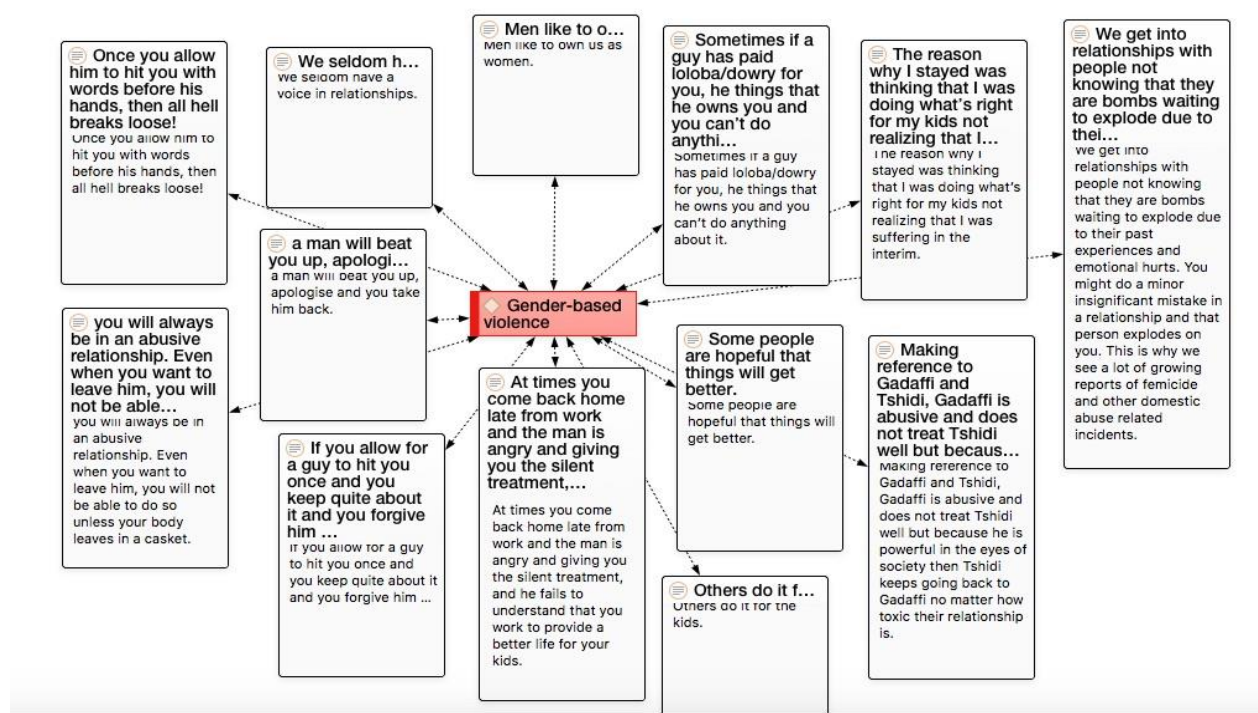 Once you allow
him to hit you with
words before his
hands, then all hell
breaks loose!
Once you allow him to
hit you with words
before his hands, then
all hell breaks loose!
We seldom h...
We seldom have a
voice in relationships.
Men like to o...
Men like to own us as
women.
Sometimes if a
guy has paid
loloba/dowry for
you, he things that
he owns you and
you can't do
anythi...
Sometimes if a guy
has paid loloba/dowry
for you, he things that
he owns you and you
can't do anything
about it.
The reason
why I stayed was
thinking that I was
doing what's right
for my kids not
realizing that I...
The reason why I
stayed was thinking
that I was doing what's
right for my kids not
realizing that I was
suffering in the
interim.
We get into
relationships with
people not
knowing that they
are bombs waiting
to explode due to
thei...
We get into
relationships with
people not knowing
that they are bombs
waiting to explode due
to their past
experiences and
emotional hurts. You
might do a minor
insignificant mistake in
a relationship and that
person explodes on
you. This is why we
see a lot of growing
reports of femicide
and other domestic
abuse related
incidents.
a man will beat
you up, apologi...
a man will beat you up,
apologise and you take
him back.
Gender-based
violence
you will always
be in an abusive
relationship. Even
when you want to
leave him, you will
not be able...
you will always be in
an abusive
relationship. Even
when you want to
leave him, you will not
be able to do so
unless your body
leaves in a casket.
If you allow for
a guy to hit you
once and you
keep quite about
it and you forgive
him ...
If you allow for a guy
to hit you once and
you keep quite about it
and you forgive him ...
At times you
come back home
late from work
and the man is
angry and giving
you the silent
treatment,...
At times you come
back home late from
work and the man is
angry and giving you
the silent treatment,
and he fails to
understand that you
work to provide a
better life for your
kids.
Some people
are hopeful that
things will get
better.
Some people are
hopeful that things will
get better.
Others do it f...
Others do it for the
kids.
Making
reference to
Gadaffi and
Tshidi, Gadaffi is
abusive and does
not treat Tshidi
well but becaus...
Making reference to
Gadaffi and Tshidi,
Gadaffi is abusive and
does not treat Tshidi
well but because he is
powerful in the eyes of
society then Tshidi
keeps going back to
Gadaffi no matter how
toxic their relationship
is.